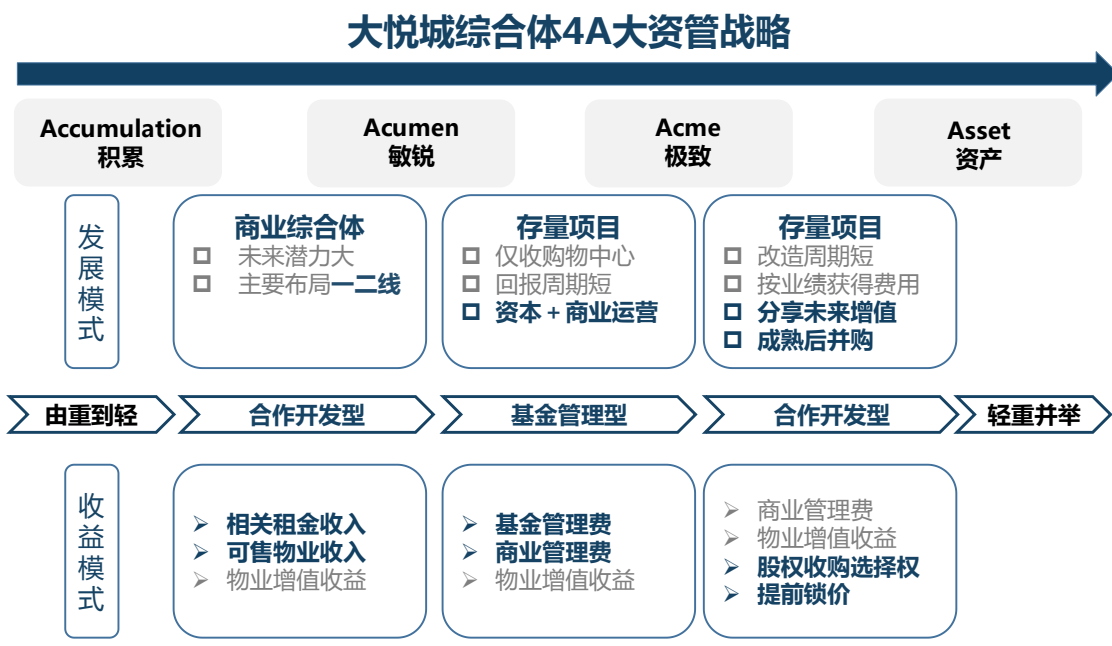 大悦城综合体4A大资管战略
Accumulation
积累
Acumen
敏锐
Acme
极致
Asset
资产
发展模式
商业综合体
未来潜力大
主要布局一二线
存量项目
仅收购物中心
回报周期短
资本 + 商业运营
存量项目
改造周期短
按业绩获得费用
分享未来增值
成熟后并购
由重到轻
合作开发型
基金管理型
合作开发型
轻重并举
收益模式
相关租金收入
可售物业收入
物业增值收益
基金管理费
商业管理费
物业增值收益
商业管理费
物业增值收益
股权收购选择权
提前锁价